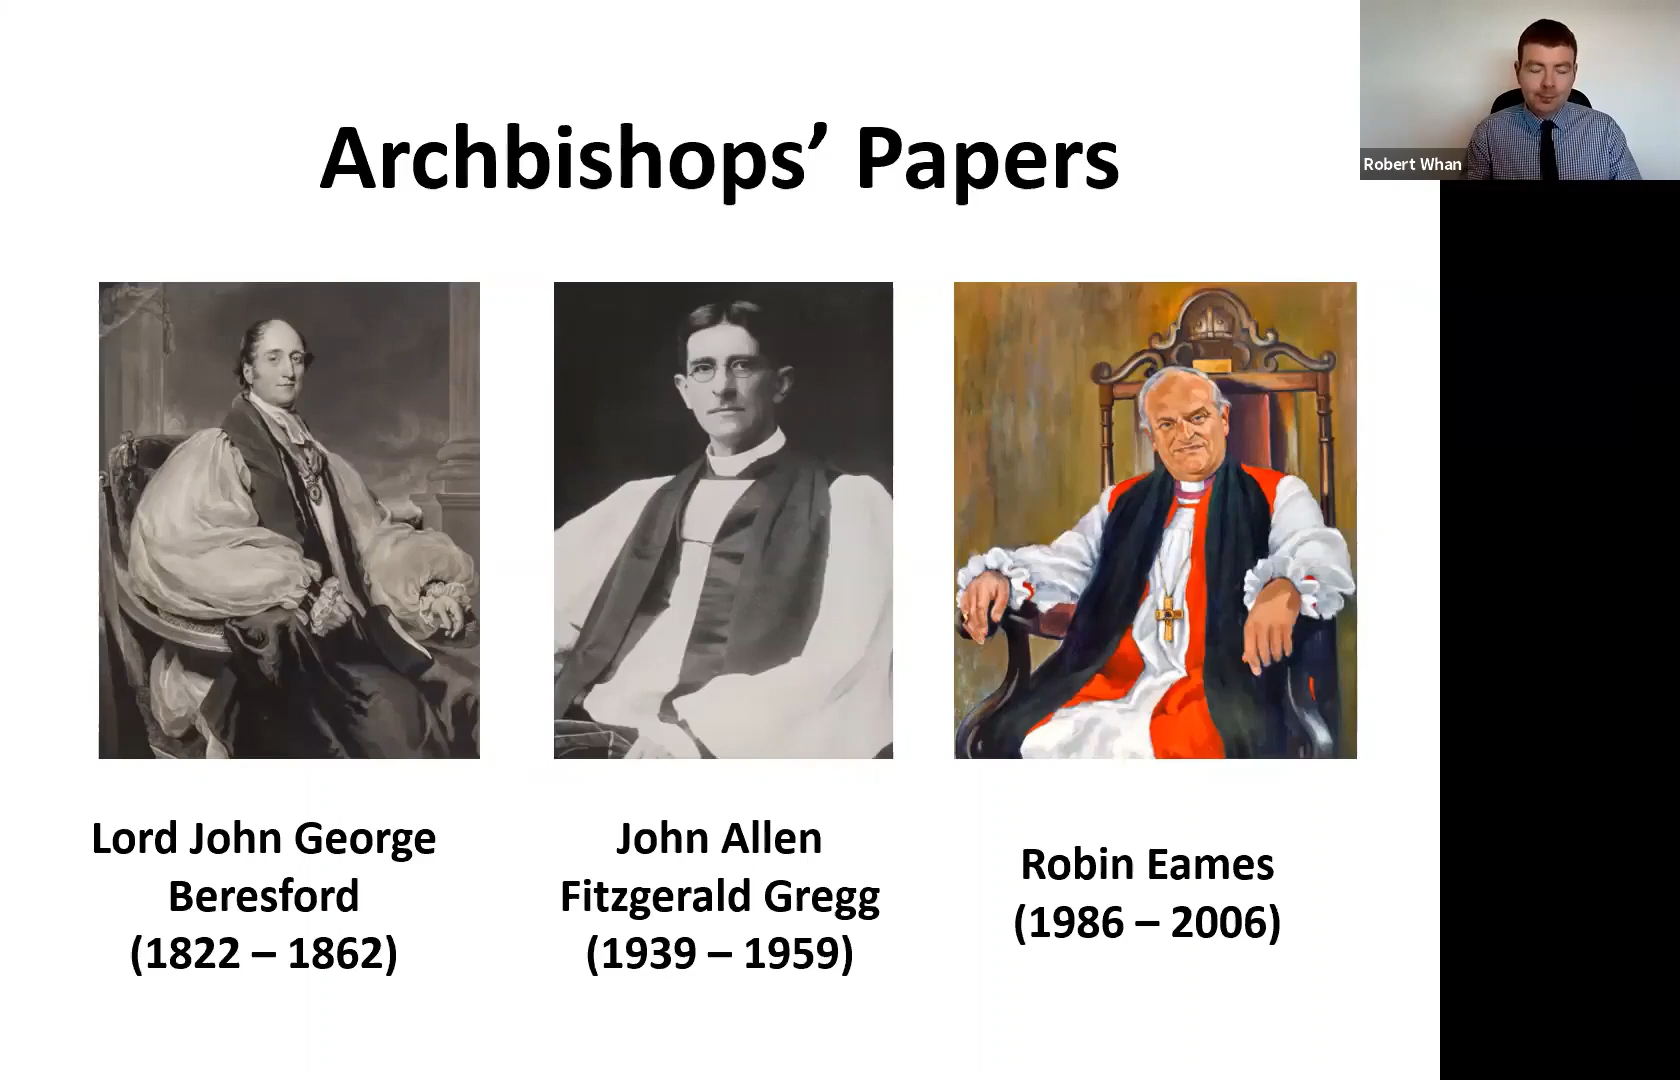 Archbishops’ Papers
Robert Whan
Lord John George
Beresford
(1822 – 1862)
John Allen
Fitzgerald Gregg
(1939 – 1959)
Robin Eames
(1986 – 2006)